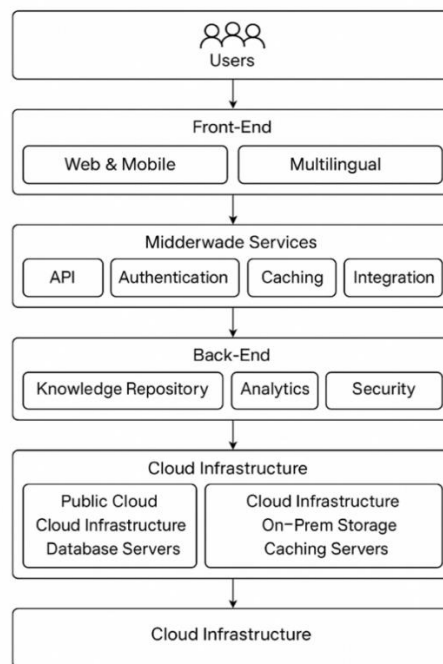 Users
Front-End
Web & Mobile
Multilingual
Midderwade Services
API
Authentication
Caching
Integration
Back-End
Knowledge Repository
Analytics
Security
Cloud Infrastructure
Public Cloud
Cloud Infrastructure
Database Servers
Cloud Infrastructure
On-Prem Storage
Caching Servers
Cloud Infrastructure